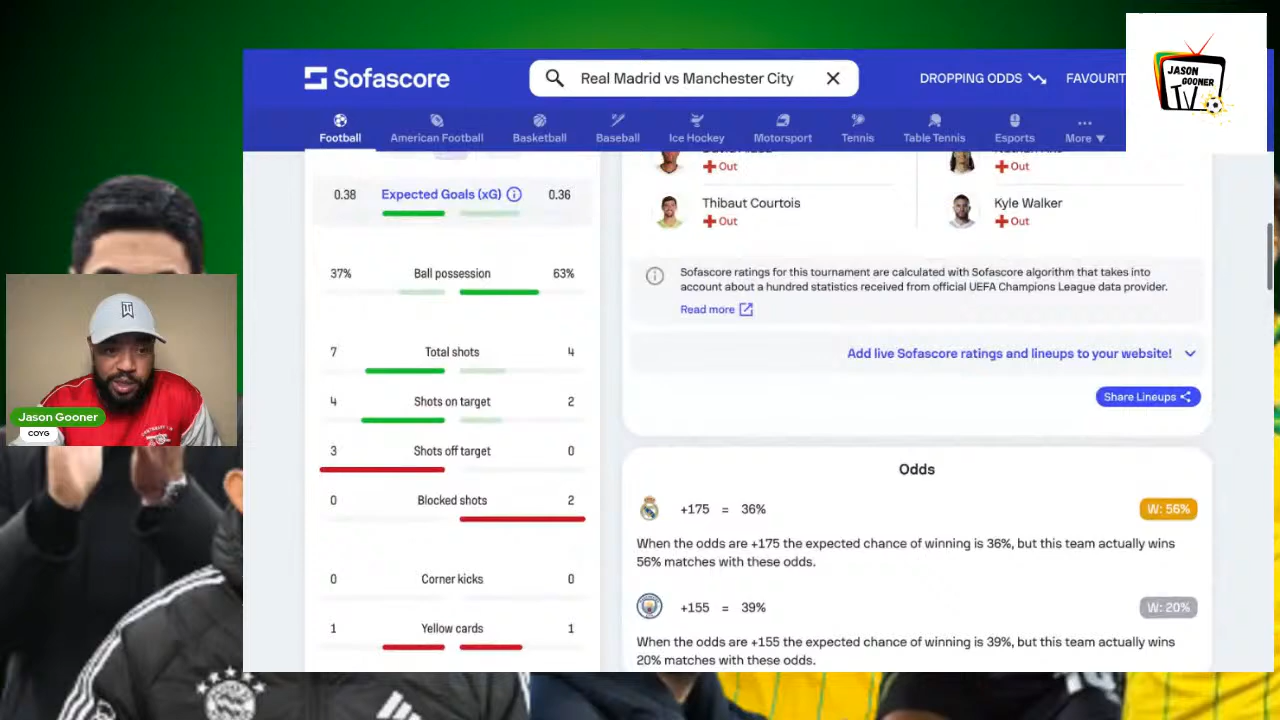 Sofascore
Real Madrid vs Manchester City
DROPPING ODDS
FAVOURIT
JASON
GOONER
TV
Football
American Football
Basketball
Baseball
Ice Hockey
Motorsport
Tennis
Table Tennis
Esports
More
0.38 Expected Goals (xG) 0.36
37% Ball possession 63%
7 Total shots 4
4 Shots on target 2
3 Shots off target 0
0 Blocked shots 2
0 Corner kicks 0
1 Yellow cards 1
Out
Out
Thibaut Courtois
Out
Kyle Walker
Out
Sofascore ratings for this tournament are calculated with Sofascore algorithm that takes into
account about a hundred statistics received from official UEFA Champions League data provider.
Read more
Add live Sofascore ratings and lineups to your website!
Share Lineups
Odds
+175 = 36% W: 56%
When the odds are +175 the expected chance of winning is 36%, but this team actually wins
56% matches with these odds.
+155 = 39% W: 20%
When the odds are +155 the expected chance of winning is 39%, but this team actually wins
20% matches with these odds.
Jason Gooner
COYG